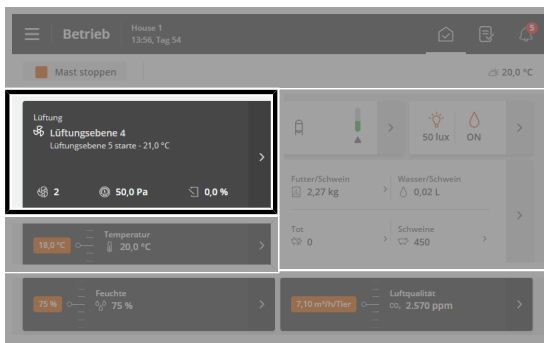 Betrieb
House 1
13:56, Tag 54
5
Mast stoppen
20,0 °C
Lüftung
Lüftungsebene 4
Lüftungsebene 5 starte - 21,0 °C
2
50,0 Pa
0,0 %
50 lux
ON
Futter/Schwein
2,27 kg
Wasser/Schwein
0,02 L
Tot
0
Schweine
450
Temperatur
18,0 °C
20,0 °C
Feuchte
75 %
75 %
Luftqualität
7,10 m³/h/Tier
CO₂ 2.570 ppm